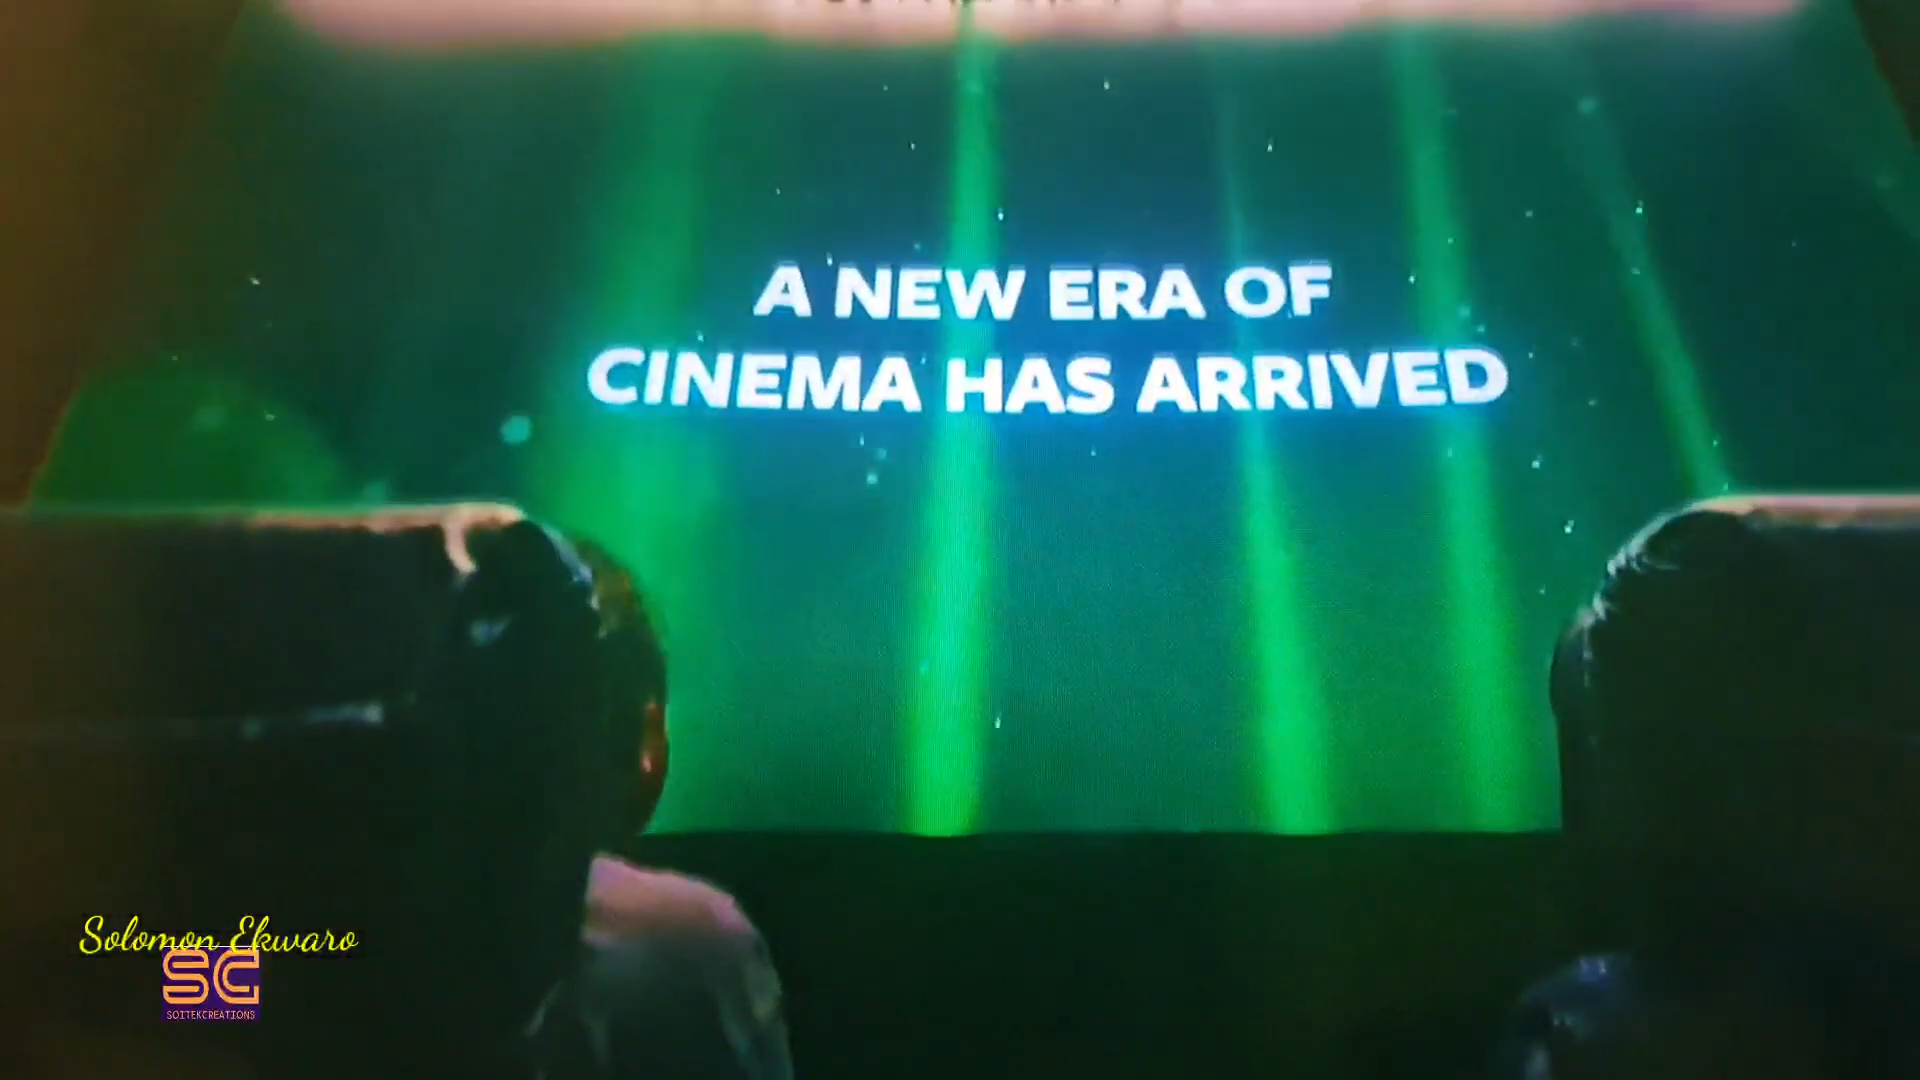 A NEW ERA OF
CINEMA HAS ARRIVED
Solomon Ekwaro
SC
SOITEKCREATIONS